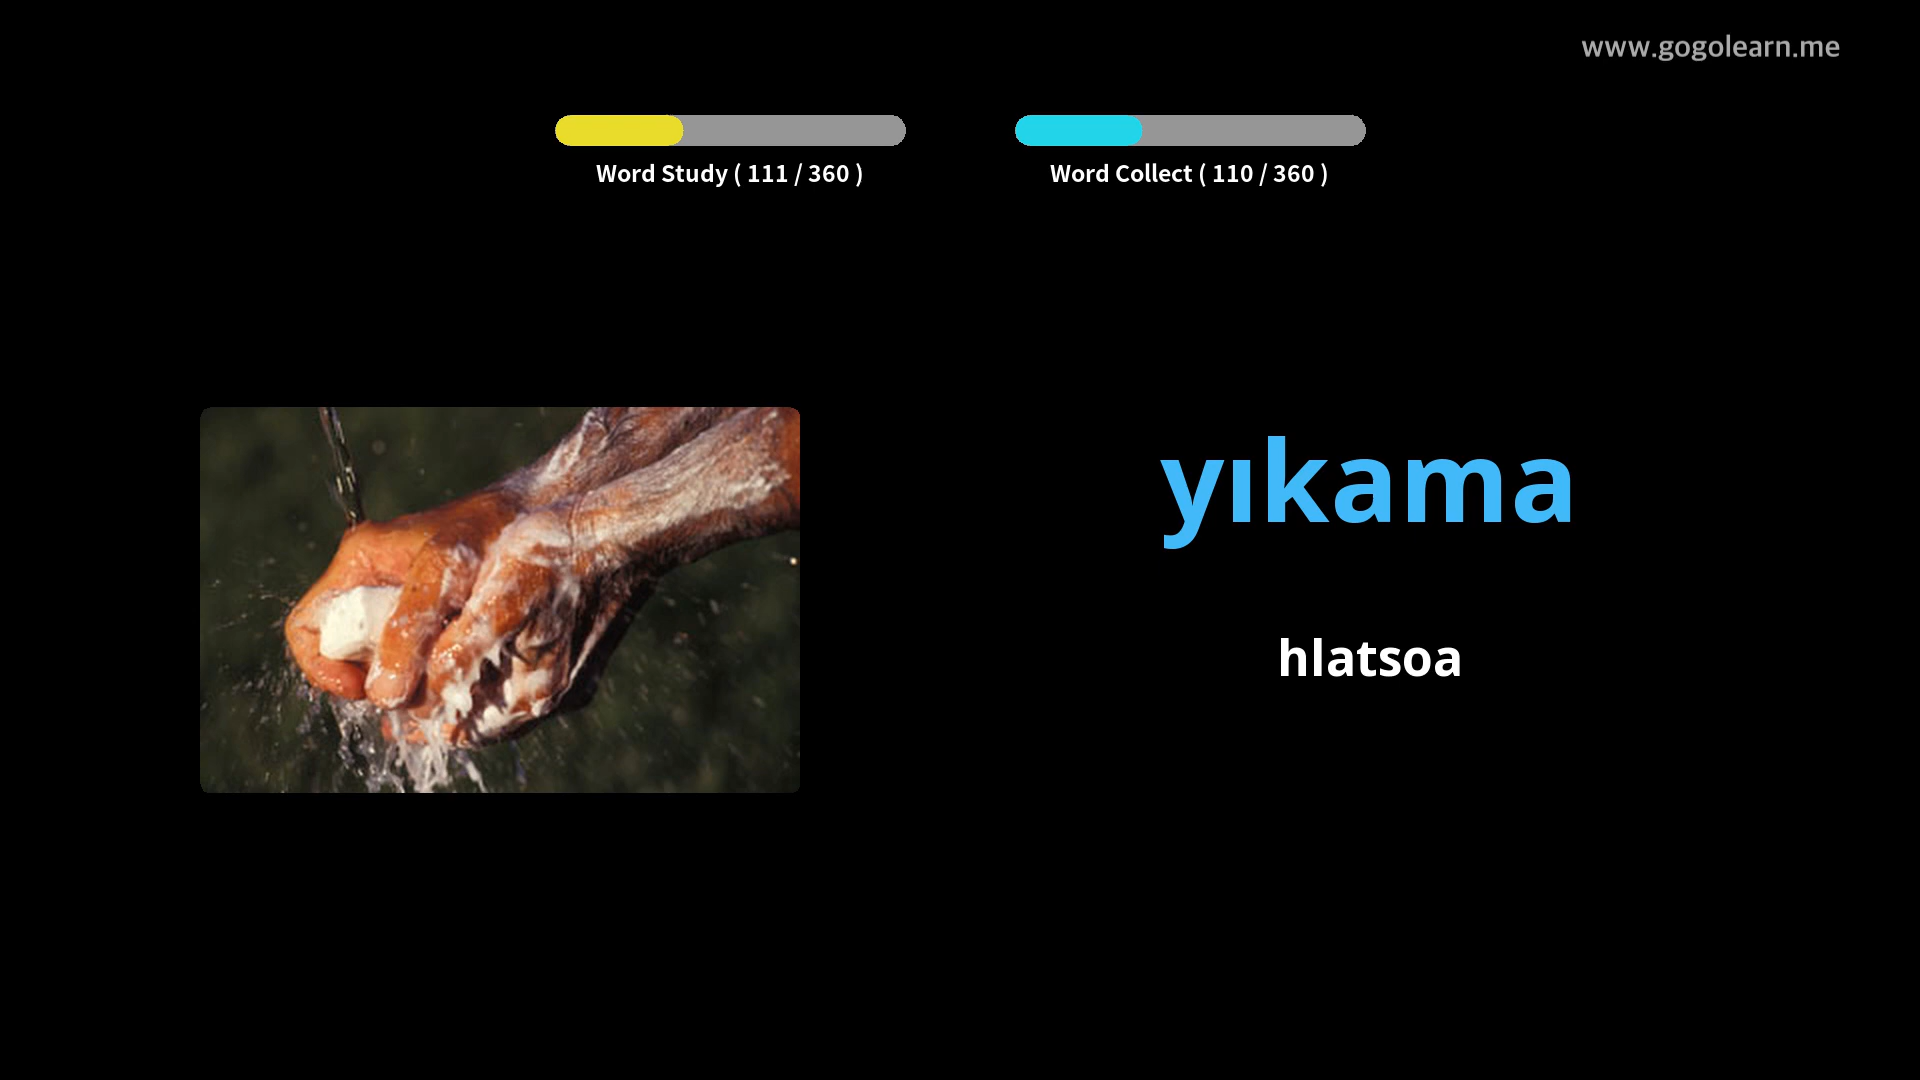 www.gogolearn.me
Word Study ( 111 / 360 )
Word Collect ( 110 / 360 )
yıkama
hlatsoa